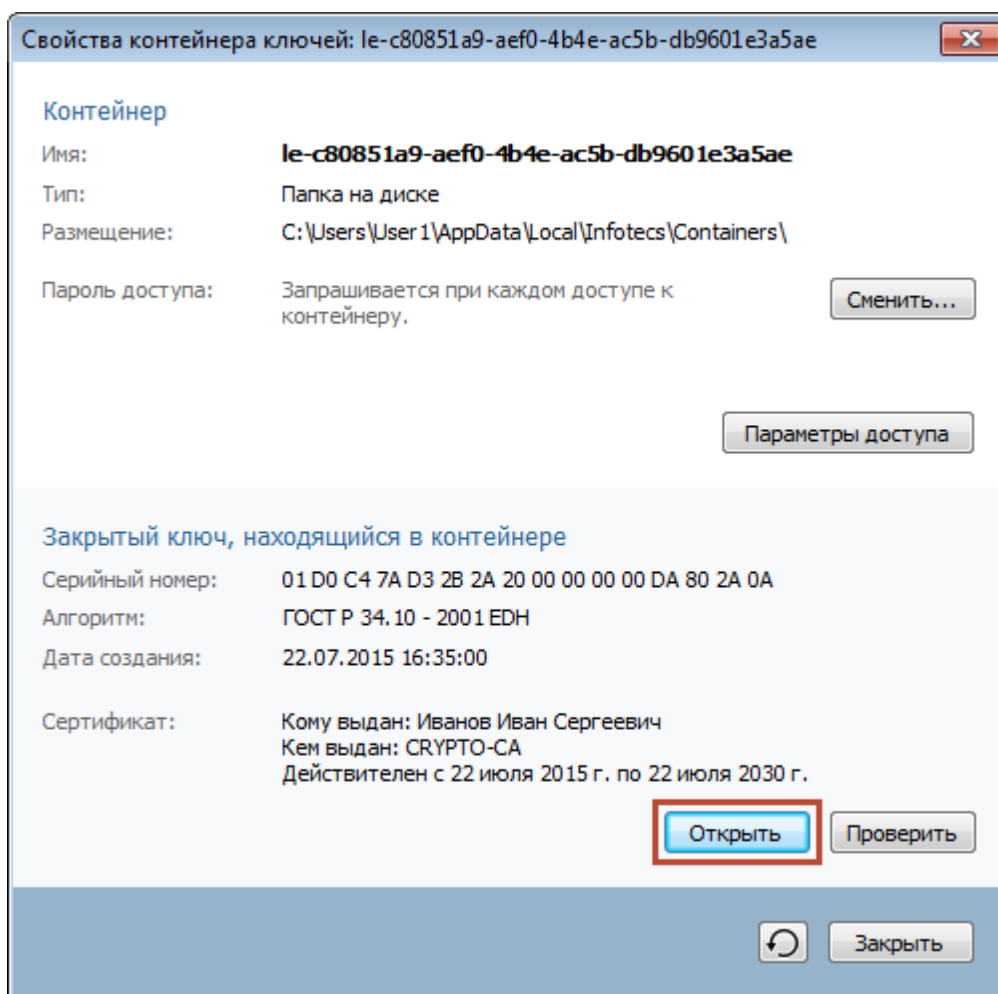 Свойства контейнера ключей: le-c80851a9-aef0-4b4e-ac5b-db9601e3a5ae
Контейнер
Имя: le-c80851a9-aef0-4b4e-ac5b-db9601e3a5ae
Тип: Папка на диске
Размещение: C:\Users\User1\AppData\Local\Infotecs\Containers\
Пароль доступа: Запрашивается при каждом доступе к
контейнеру.
Сменить...
Параметры доступа
Закрытый ключ, находящийся в контейнере
Серийный номер: 01 D0 C4 7A D3 2B 2A 20 00 00 00 00 DA 80 2A 0A
Алгоритм: ГОСТ Р 34.10 - 2001 EDH
Дата создания: 22.07.2015 16:35:00
Сертификат: Кому выдан: Иванов Иван Сергеевич
Кем выдан: CRYPTO-CA
Действителен с 22 июля 2015 г. по 22 июля 2030 г.
Открыть Проверить
Закрыть